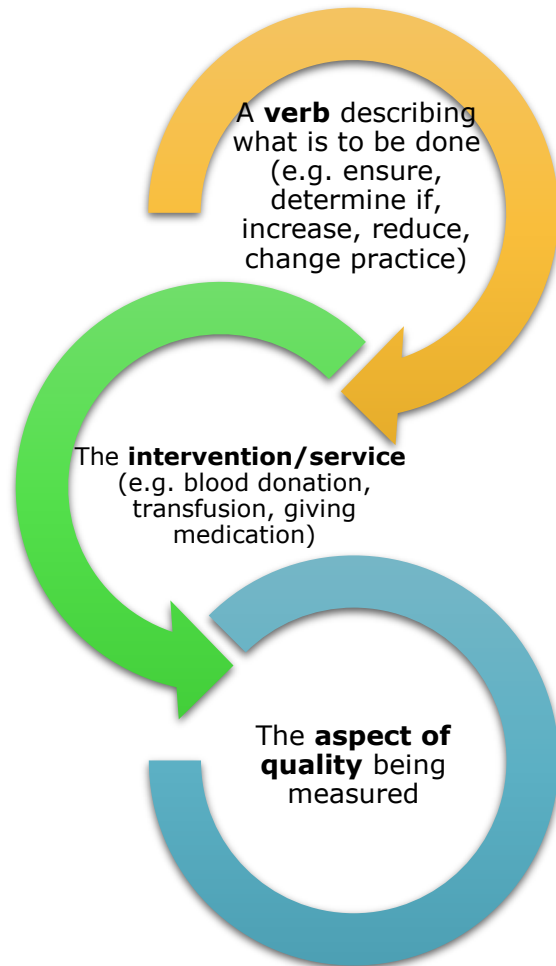 A verb describing
what is to be done
(e.g. ensure,
determine if,
increase, reduce,
change practice)
The intervention/service
(e.g. blood donation,
transfusion, giving
medication)
The aspect of
quality being
measured